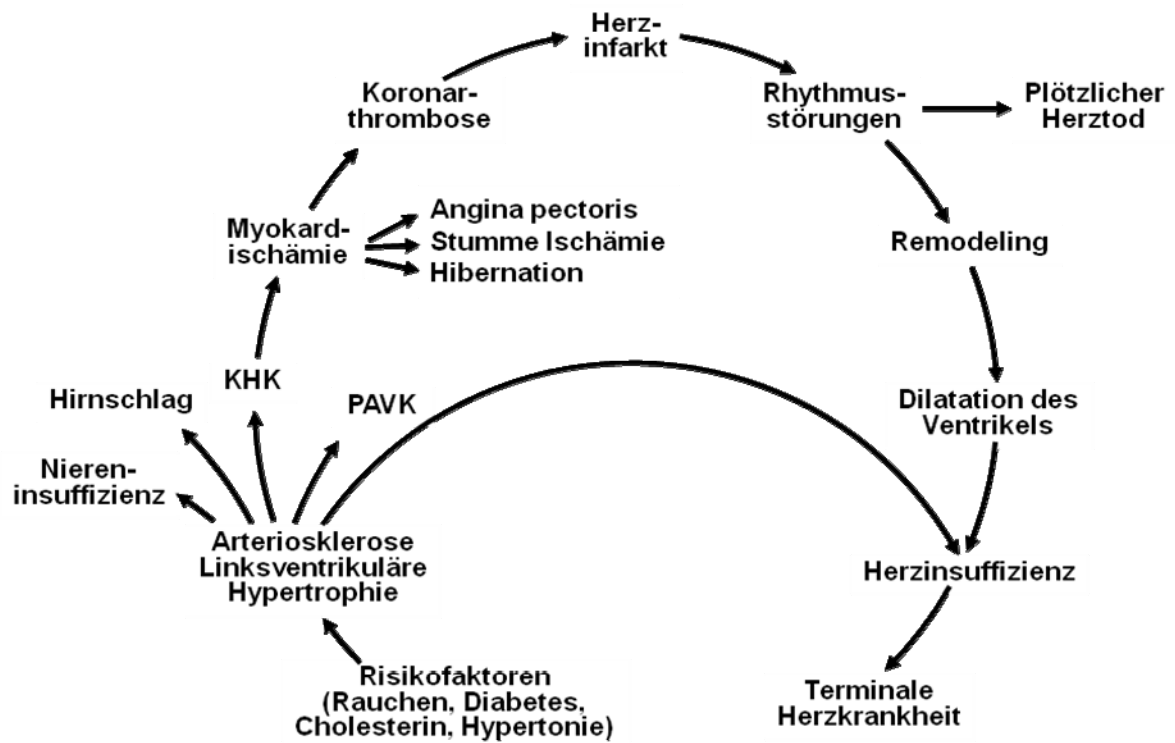 Herz-
infarkt
Koronar-
thrombose
Rhythmus-
störungen
Plötzlicher
Herztod
Myokard-
ischämie
Angina pectoris
Stumme Ischämie
Hibernation
Remodeling
KHK
Hirnschlag
PAVK
Dilatation des
Ventrikels
Nieren-
insuffizienz
Arteriosklerose
Linksventrikuläre
Hypertrophie
Herzinsuffizienz
Risikofaktoren
(Rauchen, Diabetes,
Cholesterin, Hypertonie)
Terminale
Herzkrankheit